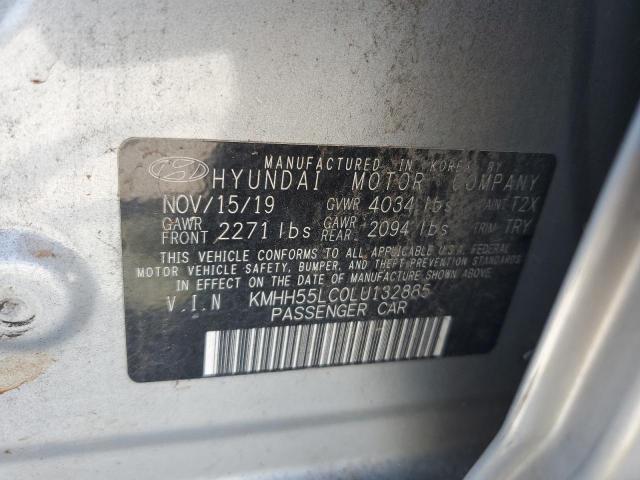 MANUFACTURED IN KOREA BY
HYUNDAI MOTOR COMPANY
NOV/15/19 GVWR 4034 lbs PAINT T2X
GAWR FRONT 2271 lbs GAWR REAR 2094 lbs TRIM TRY
THIS VEHICLE CONFORMS TO ALL APPLICABLE U.S. FEDERAL
MOTOR VEHICLE SAFETY, BUMPER, AND THEFT PREVENTION STANDARDS
IN EFFECT ON THE DATE OF MANUFACTURE SHOWN ABOVE.
V.I.N KMHH55LC0LU132885
PASSENGER CAR